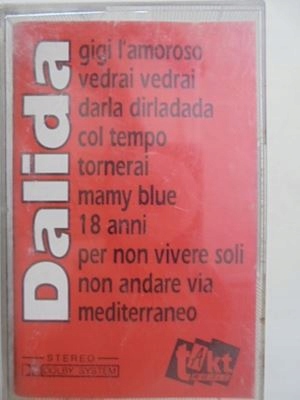 Dalida
gigi l'amoroso
vedrai vedrai
darla dirladada
col tempo
tornerai
mamy blue
18 anni
per non vivere soli
non andare via
mediterraneo
STEREO
DOLBY SYSTEM